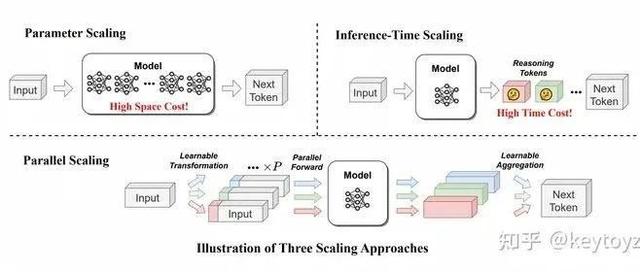 Parameter Scaling
Model
Input
Next
Token
High Space Cost!
Inference-Time Scaling
Model
Reasoning
Tokens
Input
Next
Token
High Time Cost!
Parallel Scaling
Learnable
Transformation
... ×P
Parallel
Forward
Model
Learnable
Aggregation
Input
Input
Next
Token
Illustration of Three Scaling Approaches
知乎 @keytoyz